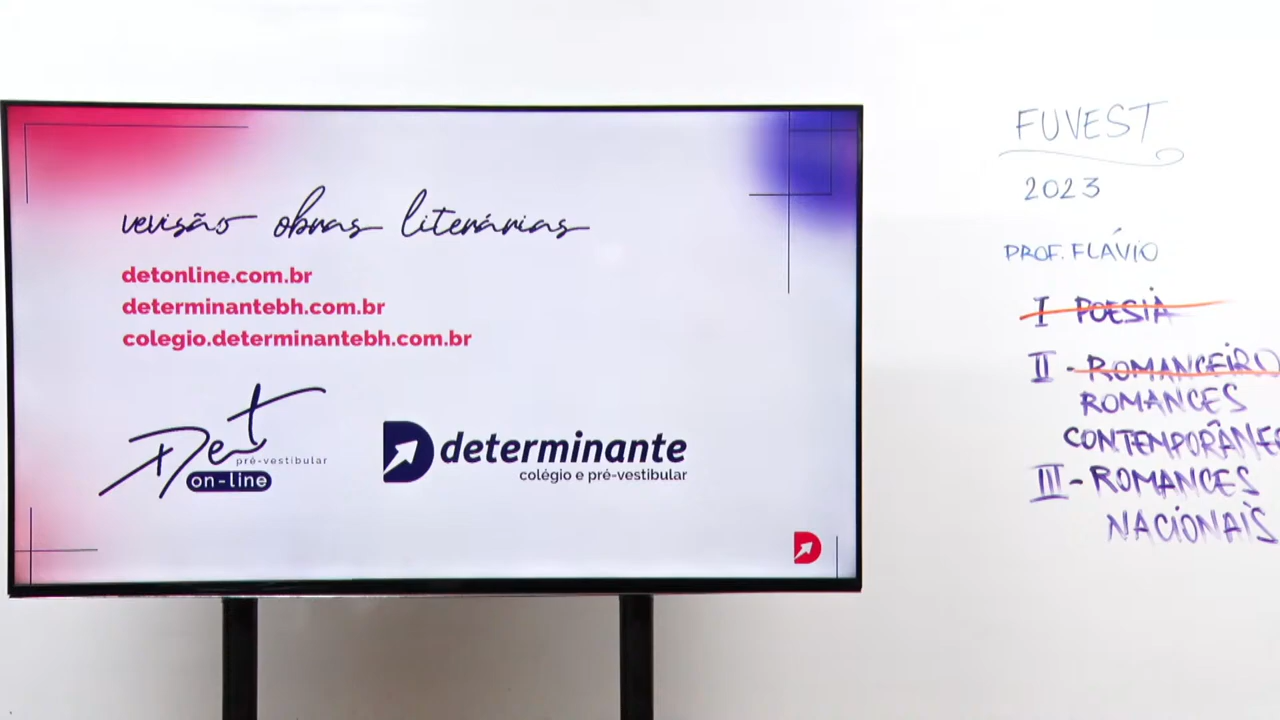 revisão obras literárias
detonline.com.br
determinantebh.com.br
colegio.determinantebh.com.br
Det
pré-vestibular
on-line
determinante
colégio e pré-vestibular
FUVEST
2023
PROF. FLÁVIO
I POESIA
II - ROMANCEIRO
ROMANCES
CONTEMPORÂNE
III - ROMANCES
NACIONAIS